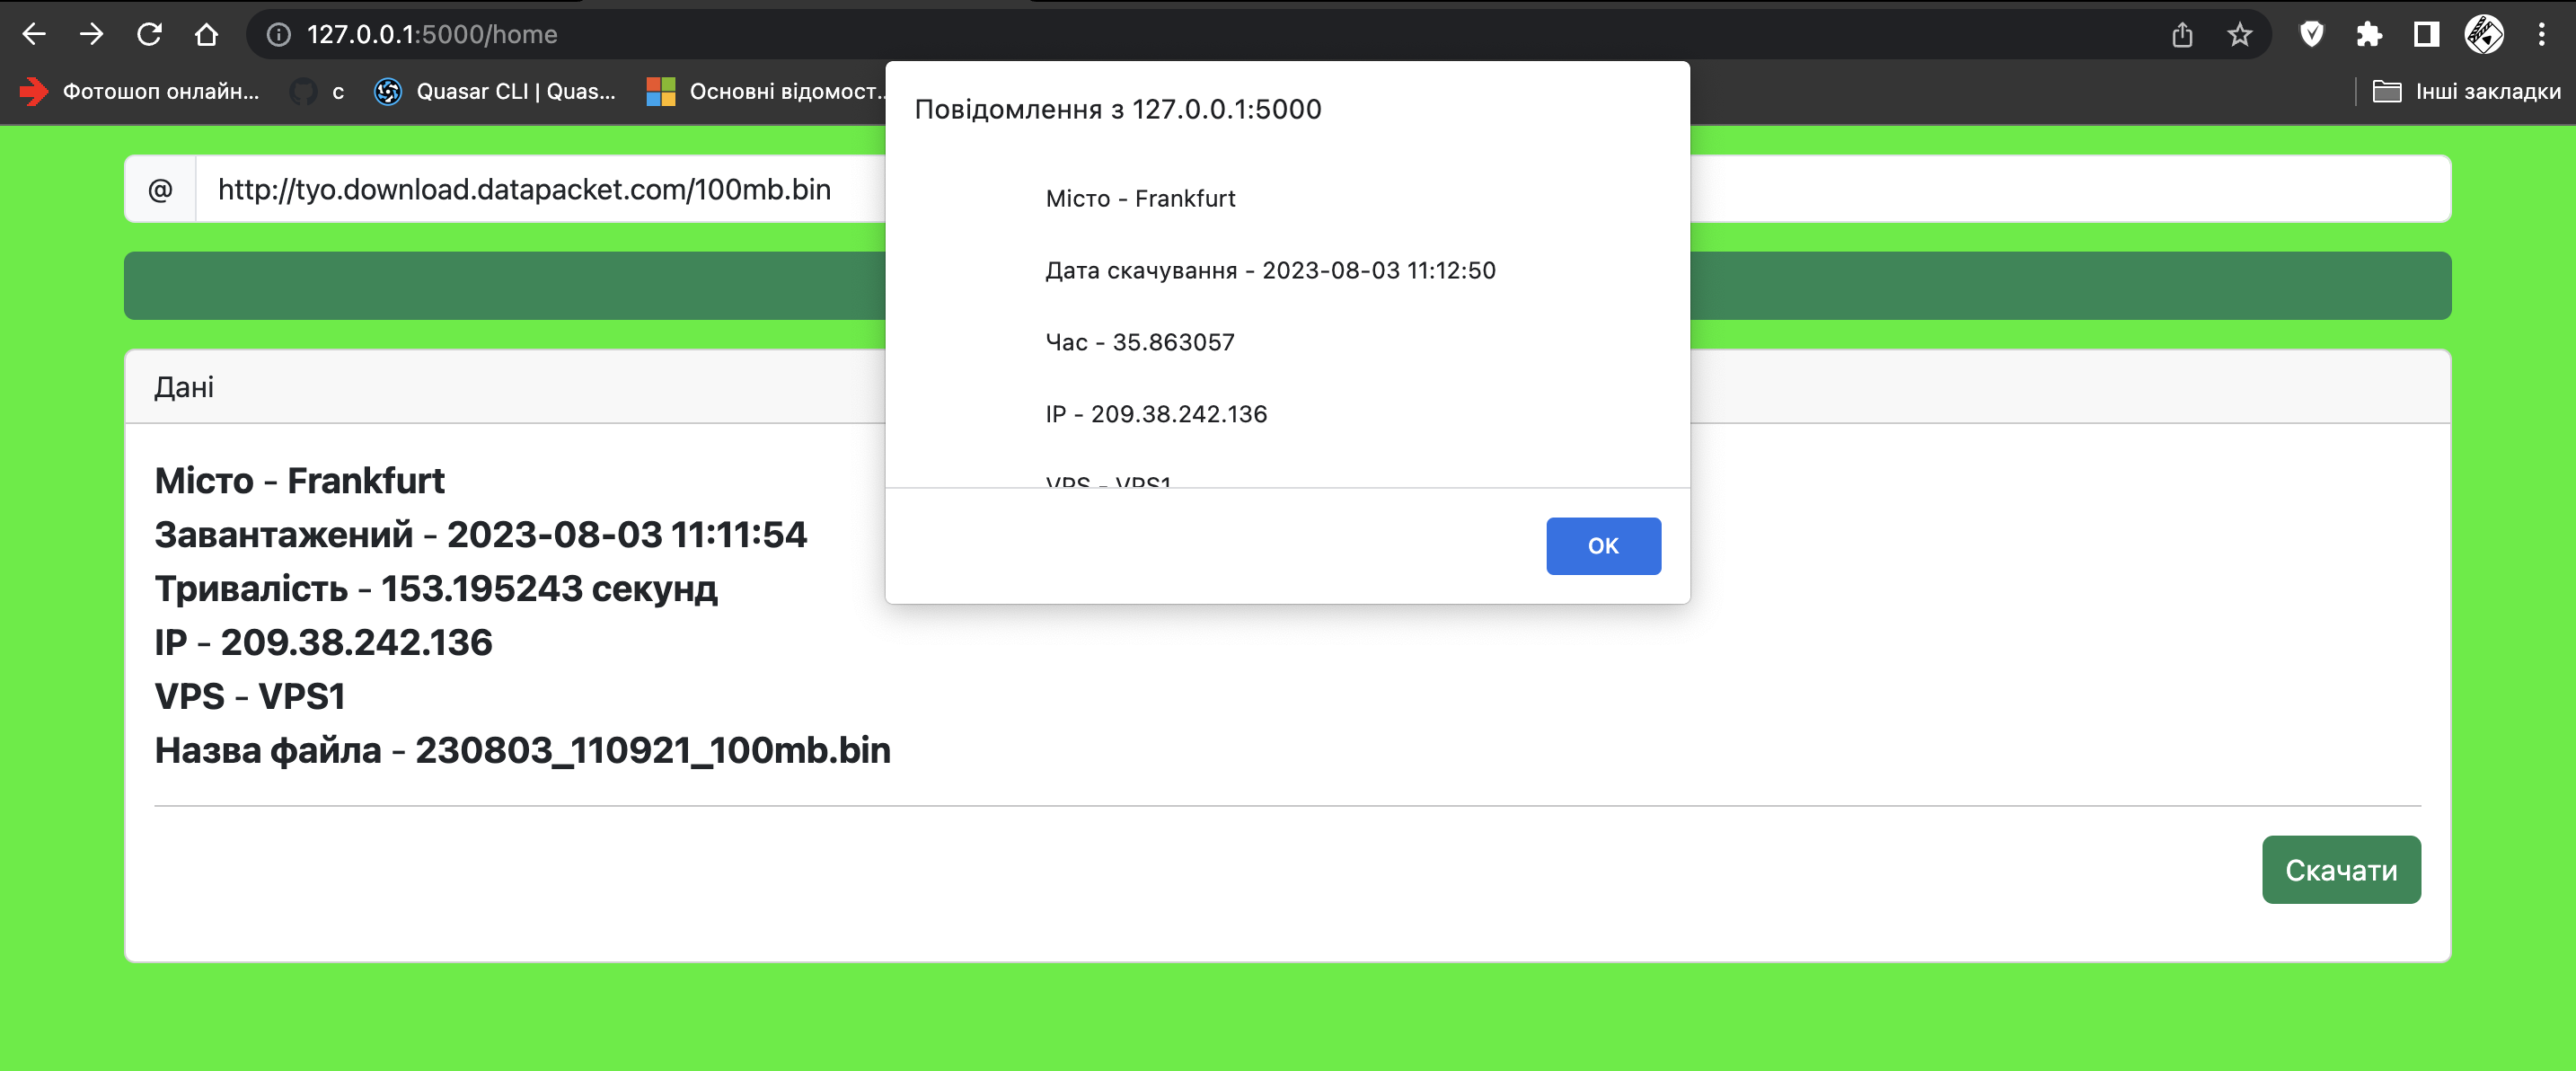 127.0.0.1:5000/home
Фотошоп онлайн...
c
Quasar CLI | Quas...
Основні відомост...
Інші закладки
Повідомлення з 127.0.0.1:5000
Місто - Frankfurt
Дата скачування - 2023-08-03 11:12:50
Час - 35.863057
IP - 209.38.242.136
VPS - VPS1
OK
@
http://tyo.download.datapacket.com/100mb.bin
Дані
Місто - Frankfurt
Завантажений - 2023-08-03 11:11:54
Тривалість - 153.195243 секунд
IP - 209.38.242.136
VPS - VPS1
Назва файла - 230803_110921_100mb.bin
Скачати